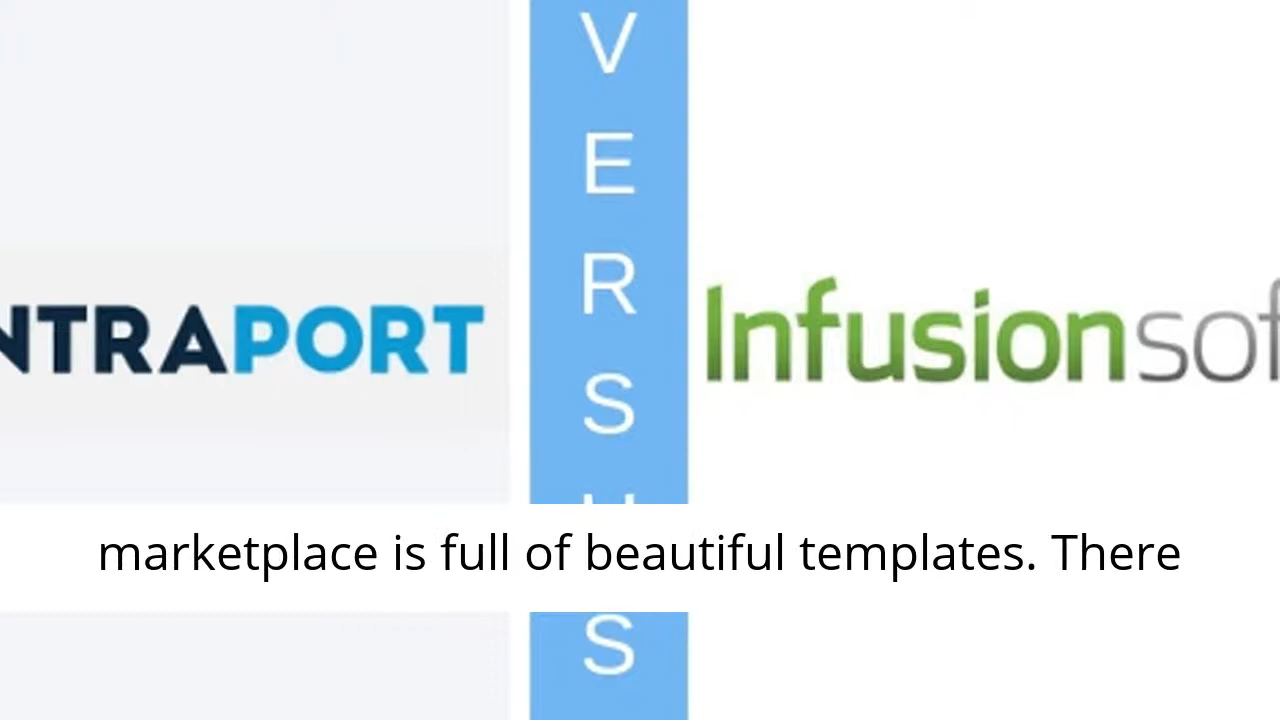 NTRAPORT
V
E
R
S
U
S
Infusionsof
marketplace is full of beautiful templates. There